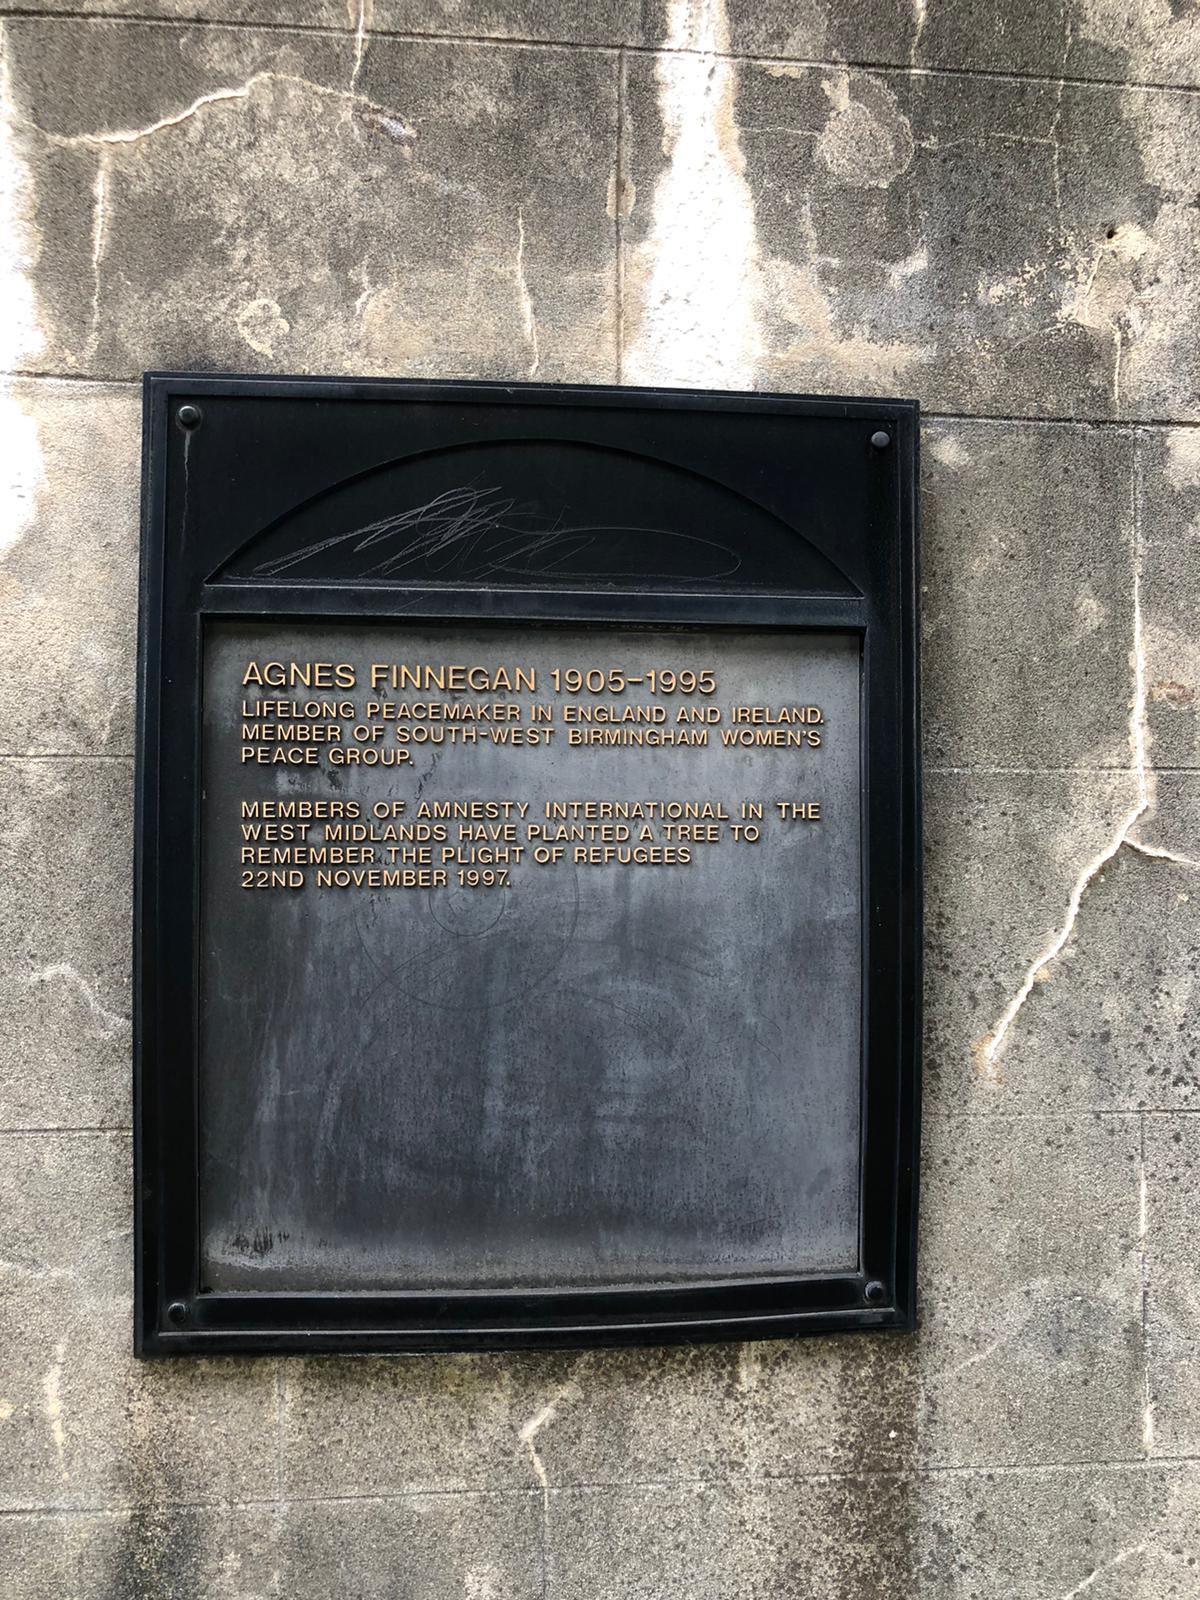 AGNES FINNEGAN 1905-1995
LIFELONG PEACEMAKER IN ENGLAND AND IRELAND.
MEMBER OF SOUTH-WEST BIRMINGHAM WOMEN'S
PEACE GROUP.
MEMBERS OF AMNESTY INTERNATIONAL IN THE
WEST MIDLANDS HAVE PLANTED A TREE TO
REMEMBER THE PLIGHT OF REFUGEES
22ND NOVEMBER 1997.